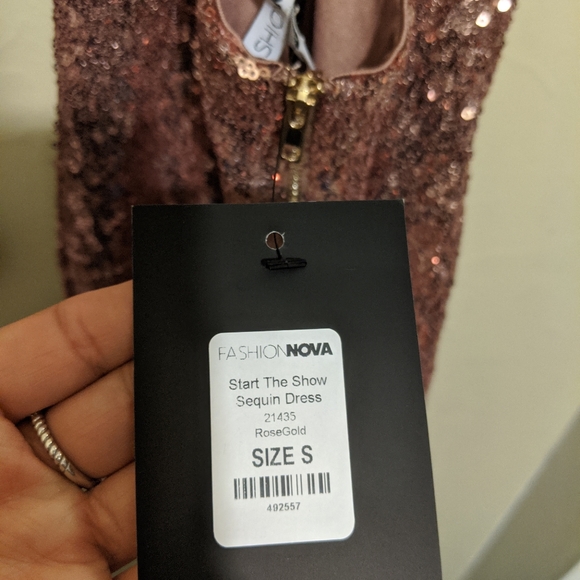 FASHIONNOVA
Start The Show
Sequin Dress
21435
RoseGold
SIZE S
492557